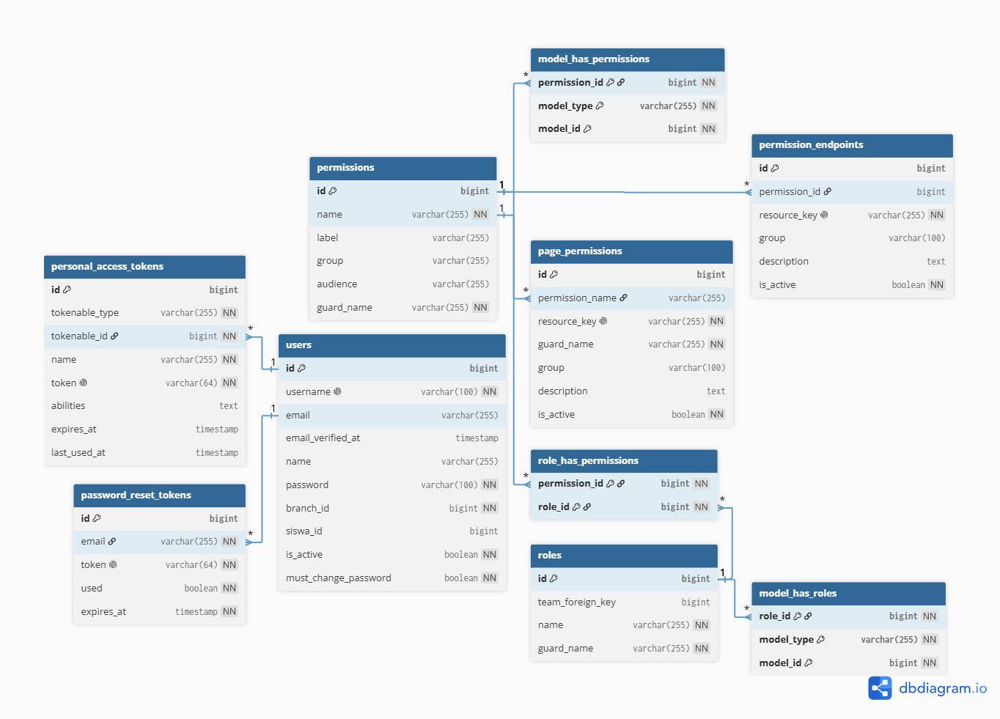 model_has_permissions
permission_id bigint NN
model_type varchar(255) NN
model_id bigint NN
permission_endpoints
id bigint
permission_id bigint
resource_key varchar(255) NN
group varchar(100)
description text
is_active boolean NN
permissions
id bigint
name varchar(255) NN
label varchar(255)
group varchar(255)
audience varchar(255)
guard_name varchar(255) NN
page_permissions
id bigint
permission_name varchar(255)
resource_key varchar(255) NN
guard_name varchar(255) NN
group varchar(100)
description text
is_active boolean NN
personal_access_tokens
id bigint
tokenable_type varchar(255) NN
tokenable_id bigint NN
name varchar(255) NN
token varchar(64) NN
abilities text
expires_at timestamp
last_used_at timestamp
users
id bigint
username varchar(100) NN
email varchar(255)
email_verified_at timestamp
name varchar(255)
password varchar(100) NN
branch_id bigint NN
siswa_id bigint
is_active boolean NN
must_change_password boolean NN
password_reset_tokens
id bigint
email varchar(255) NN
token varchar(64) NN
used boolean NN
expires_at timestamp NN
role_has_permissions
permission_id bigint NN
role_id bigint NN
roles
id bigint
team_foreign_key bigint
name varchar(255) NN
guard_name varchar(255) NN
model_has_roles
role_id bigint NN
model_type varchar(255) NN
model_id bigint NN
*
1
*
1
*
*
1
*
1
*
*
1
*
dbdiagram.io